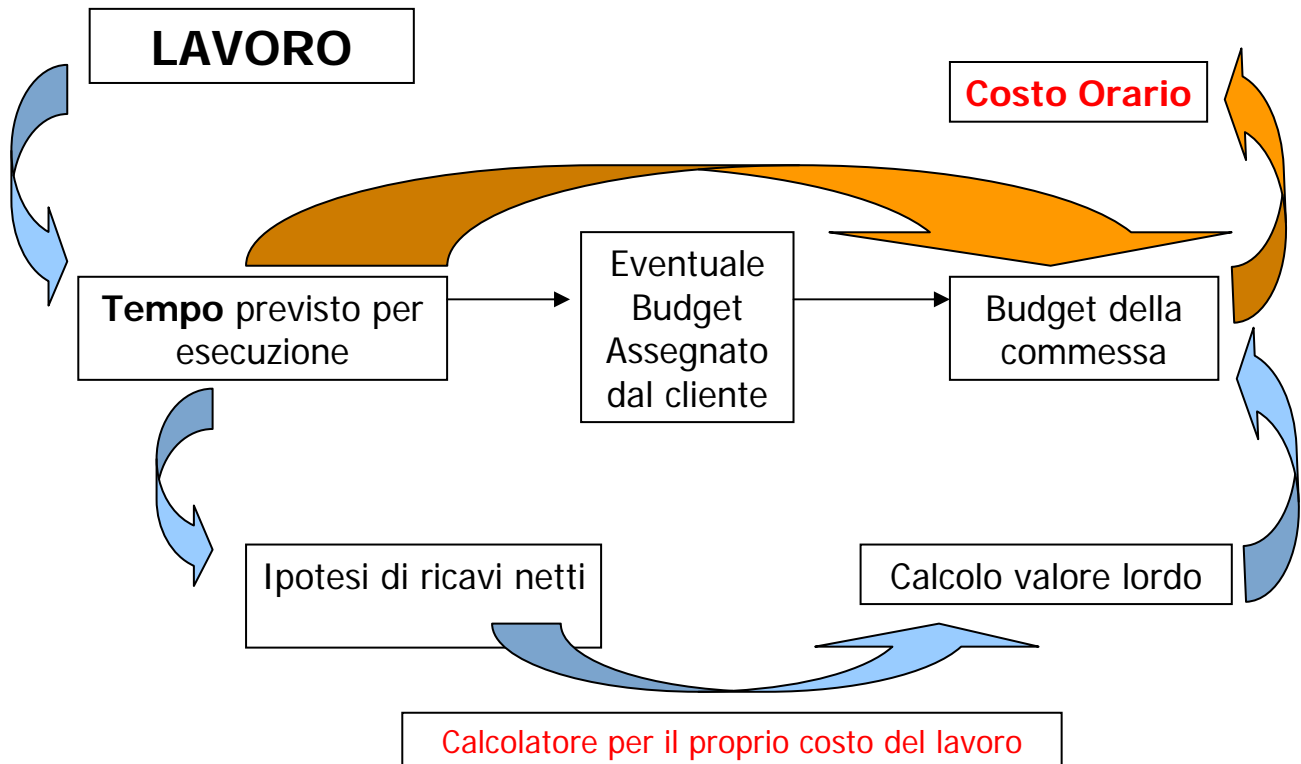 LAVORO
Costo Orario
Tempo previsto per
esecuzione
Eventuale
Budget
Assegnato
dal cliente
Budget della
commessa
Ipotesi di ricavi netti
Calcolo valore lordo
Calcolatore per il proprio costo del lavoro